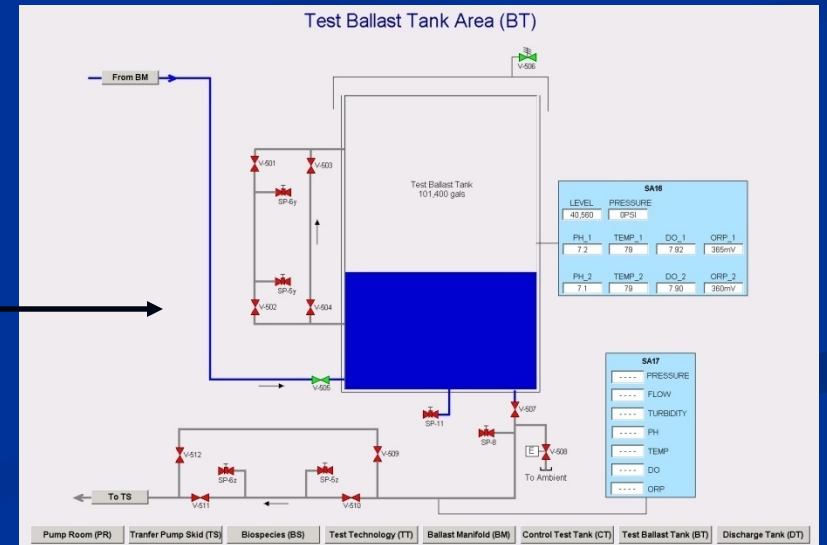 Test Ballast Tank Area (BT)
V-506
From BM
V-501
V-503
SP-6y
Test Ballast Tank
101,400 gals
SA16
LEVEL PRESSURE
40,560 0PSI
PH_1 TEMP_1 DO_1 ORP_1
7.2 79 7.92 365mV
PH_2 TEMP_2 DO_2 ORP_2
7.1 79 7.90 360mV
SP-5y
V-502
V-504
V-505
SA17
---- PRESSURE
---- FLOW
---- TURBIDITY
---- PH
---- TEMP
---- DO
---- ORP
SP-11
V-507
SP-8
E
V-508
To Ambient
V-512
V-509
SP-6z
SP-5z
To TS
V-511
V-510
Pump Room (PR) Tranfer Pump Skid (TS) Biospecies (BS) Test Technology (TT) Ballast Manifold (BM) Control Test Tank (CT) Test Ballast Tank (BT) Discharge Tank (DT)